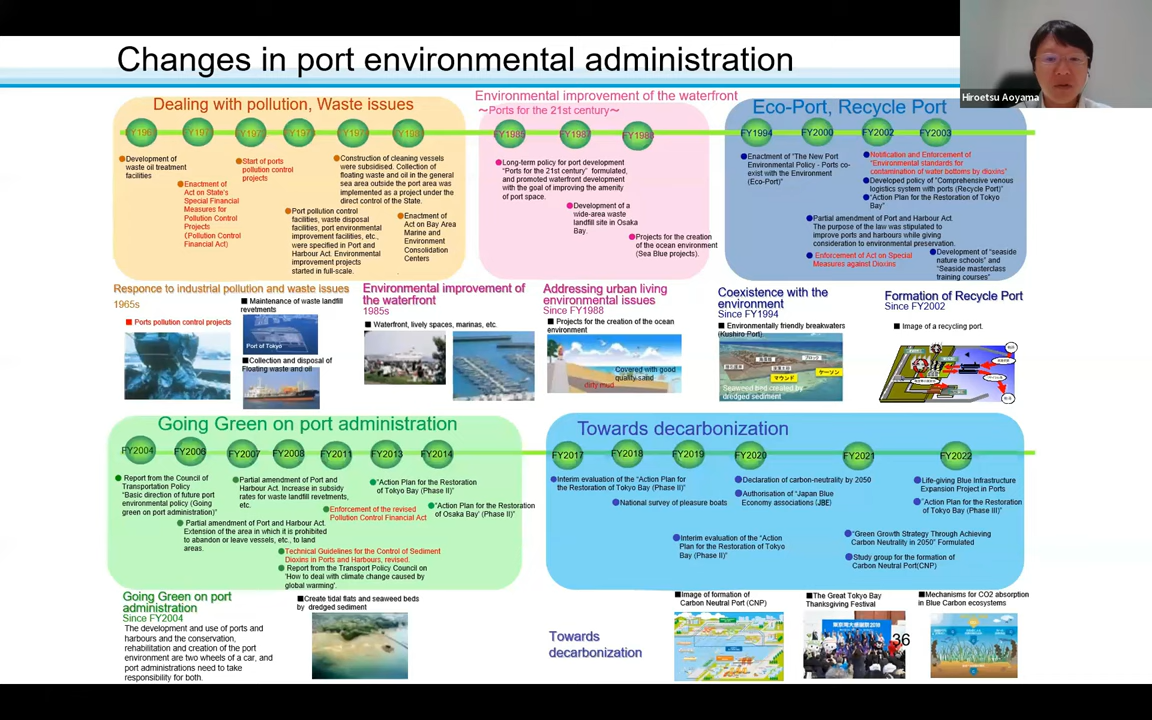 Changes in port environmental administration
Hiroetsu Aoyama
Dealing with pollution, Waste issues
Development of
waste oil treatment
facilities
Enactment of
Act on State's
Special Financial
Measures for
Pollution Control
Projects
(Pollution Control
Financial Act)
Start of ports
pollution control
projects
Port pollution control
facilities, waste disposal
facilities, port environmental
improvement facilities, etc.,
were specified in Port and
Harbour Act. Environmental
improvement projects
started in full-scale.
Construction of cleaning vessels
were subsidised. Collection of
floating waste and oil in the general
sea area outside the port area was
implemented as a project under the
direct control of the State.
Enactment of
Act on Bay Area
Marine and
Environment
Consolidation
Centers
Environmental improvement of the waterfront
～Ports for the 21st century～
FY1985
Long-term policy for port development
"Ports for the 21st century" formulated,
and promoted waterfront development
with the goal of improving the amenity
of port space.
Development of a
wide-area waste
landfill site in Osaka
Bay.
Projects for the creation
of the ocean environment
(Sea Blue projects).
Eco-Port, Recycle Port
FY1994
FY2000
FY2002
FY2003
Enactment of "The New Port
Environmental Policy - Ports co-
exist with the Environment
(Eco-Port)"
Notification and Enforcement of
"Environmental standards for
contamination of water bottoms by dioxins"
Developed policy of "Comprehensive venous
logistics system with ports (Recycle Port)"
"Action Plan for the Restoration of Tokyo
Bay"
Partial amendment of Port and Harbour Act.
The purpose of the law was stipulated to
improve ports and harbours while giving
consideration to environmental preservation.
Enforcement of Act on Special
Measures against Dioxins
Development of "seaside
nature schools" and
"Seaside masterclass
training courses"
Responce to industrial pollution and waste issues
1965s
Ports pollution control projects
Maintenance of waste landfill
revetments
Port of Tokyo
Collection and disposal of
Floating waste and oil
Environmental improvement of
the waterfront
1985s
Waterfront, lively spaces, marinas, etc.
Addressing urban living
environmental issues
Since FY1988
Projects for the creation of the ocean
environment
Covered with good
quality sand
dirty mud
Coexistence with the
environment
Since FY1994
Environmentally friendly breakwaters
(Kushiro Port)
マウンド
ケーソン
Seaweed bed created by
dredged sediment
Formation of Recycle Port
Since FY2002
Image of a recycling port.
Going Green on port administration
FY2004
FY2006
FY2007
FY2008
FY2011
FY2013
FY2014
Report from the Council of
Transportation Policy
"Basic direction of future port
environmental policy (Going
green on port administration)"
Partial amendment of Port and Harbour Act.
Extension of the area in which it is prohibited
to abandon or leave vessels, etc., to land
areas.
Partial amendment of Port and
Harbour Act. Increase in subsidy
rates for waste landfill revetments,
etc.
Technical Guidelines for the Control of Sediment
Dioxins in Ports and Harbours, revised.
Report from the Transport Policy Council on
'How to deal with climate change caused by
global warming'.
Enforcement of the revised
Pollution Control Financial Act
"Action Plan for the Restoration
of Tokyo Bay (Phase II)"
"Action Plan for the Restoration
of Osaka Bay' (Phase II)"
Towards decarbonization
FY2017
FY2018
FY2019
FY2020
FY2021
FY2022
Interim evaluation of the "Action Plan for
the Restoration of Tokyo Bay (Phase II)"
National survey of pleasure boats
Interim evaluation of the "Action
Plan for the Restoration of Tokyo
Bay (Phase II)"
Declaration of carbon-neutrality by 2050
Authorisation of "Japan Blue
Economy associations (JBE)
"Green Growth Strategy Through Achieving
Carbon Neutrality in 2050" Formulated
Study group for the formation of
Carbon Neutral Port(CNP)
Life-giving Blue Infrastructure
Expansion Project in Ports
"Action Plan for the Restoration
of Tokyo Bay (Phase III)"
Going Green on port
administration
Since FY2004
The development and use of ports and
harbours and the conservation,
rehabilitation and creation of the port
environment are two wheels of a car, and
port administrations need to take
responsibility for both.
Create tidal flats and seaweed beds
by dredged sediment
Towards
decarbonization
Image of formation of
Carbon Neutral Port (CNP)
The Great Tokyo Bay
Thanksgiving Festival
36
Mechanisms for CO2 absorption
in Blue Carbon ecosystems